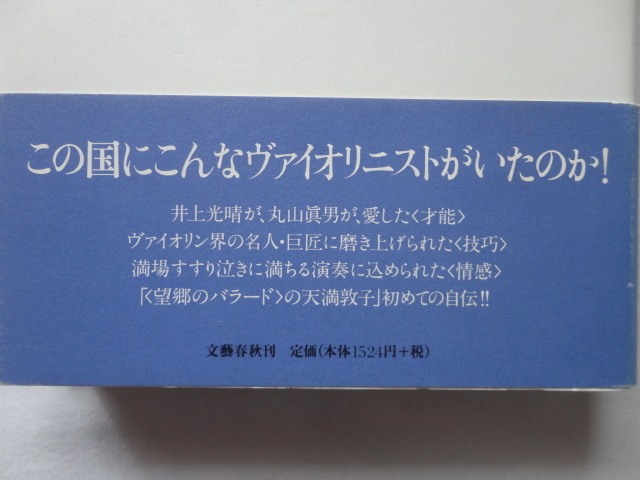 この国にこんなヴァイオリニストがいたのか!
井上光晴が、丸山眞男が、愛した〈才能〉
ヴァイオリン界の名人・巨匠に磨き上げられた〈技巧〉
満場すすり泣きに満ちる演奏に込められた〈情感〉
「〈望郷のバラード〉の天満敦子」初めての自伝!!
文藝春秋刊 定価(本体1524円+税)